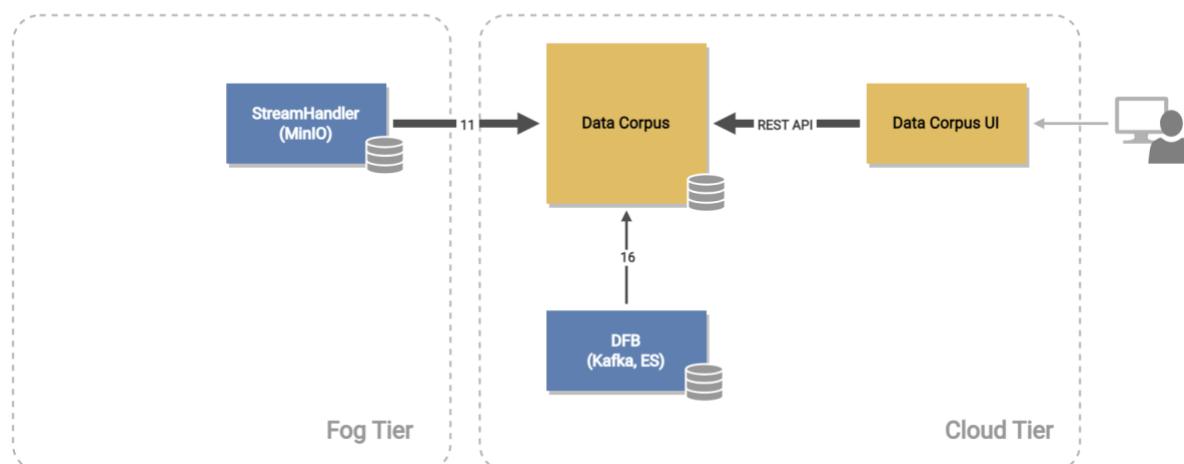 StreamHandler
(MinIO)
11
Data Corpus
REST API
Data Corpus UI
16
DFB
(Kafka, ES)
Fog Tier
Cloud Tier